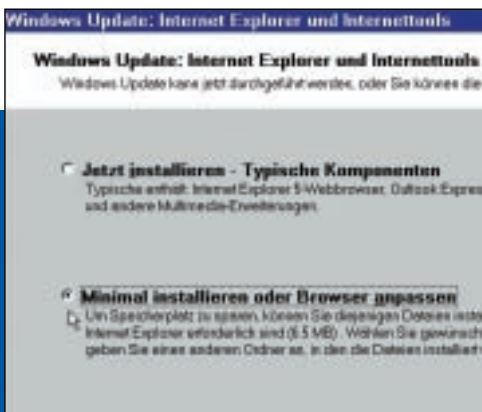 Windows Update: Internet Explorer und Internettools
Windows Update: Internet Explorer und Internettools
Windows Update kann jetzt durchgeführt werden, oder Sie können die
Jetzt installieren - Typische Komponenten
Typische enthält: Internet Explorer 5-Webbrowser, Outlook Expres
und andere Multimedia-Erweiterungen.
Minimal installieren oder Browser anpassen
Um Speicherplatz zu sparen, können Sie diejenigen Dateien insta
Internet Explorer erforderlich sind (6.5 MB). Wählen Sie gewünsch
geben Sie einen anderen Ordner an, in den die Dateien installiert